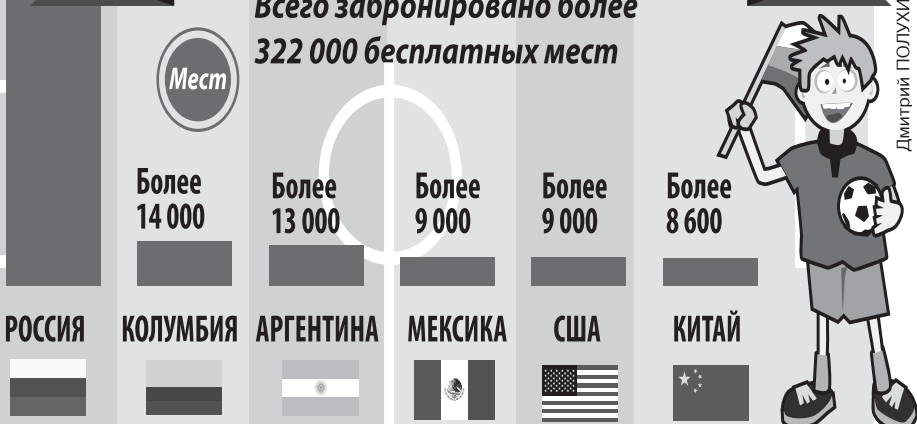 Всего забронировано более
322 000 бесплатных мест
Мест
Более
14 000
Более
13 000
Более
9 000
Более
9 000
Более
8 600
РОССИЯ
КОЛУМБИЯ
АРГЕНТИНА
МЕКСИКА
США
КИТАЙ
Дмитрий